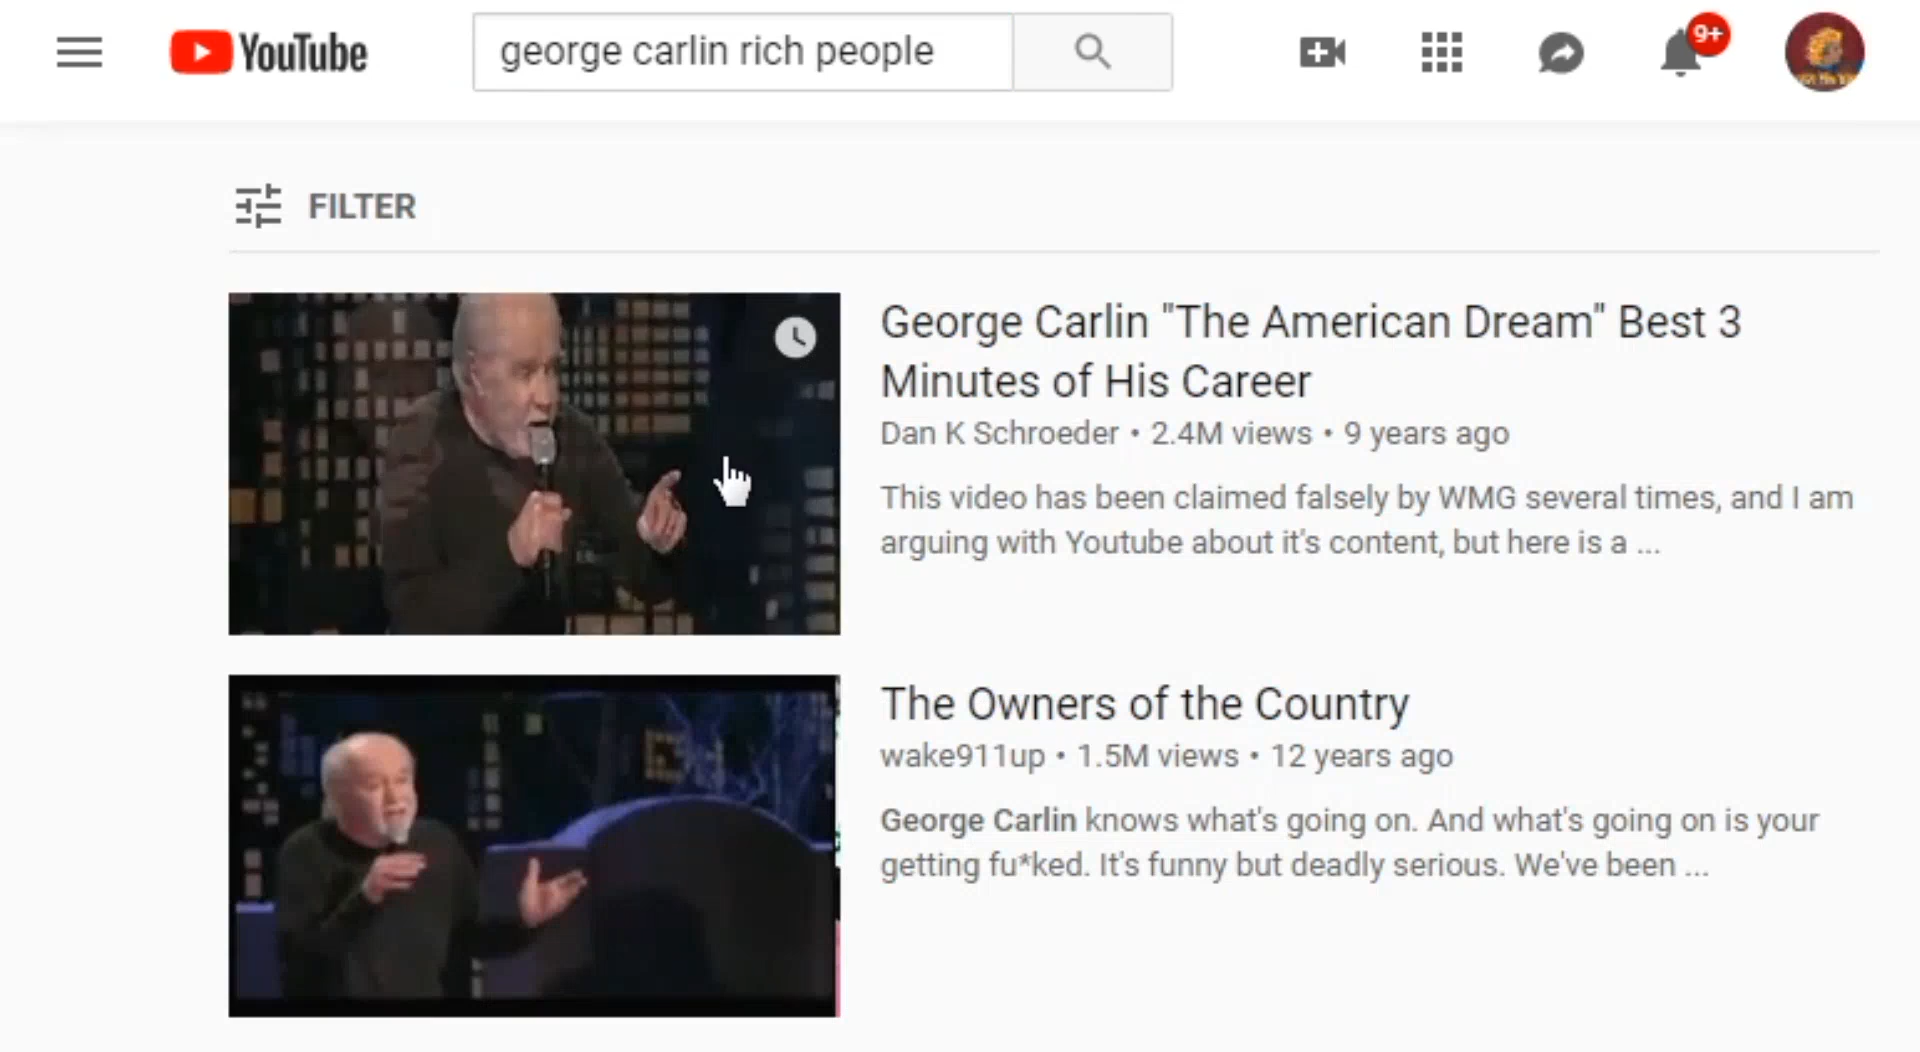 YouTube
george carlin rich people
9+
FILTER
George Carlin "The American Dream" Best 3
Minutes of His Career
Dan K Schroeder • 2.4M views • 9 years ago
This video has been claimed falsely by WMG several times, and I am
arguing with Youtube about it's content, but here is a ...
The Owners of the Country
wake911up • 1.5M views • 12 years ago
George Carlin knows what's going on. And what's going on is your
getting fu*ked. It's funny but deadly serious. We've been ...